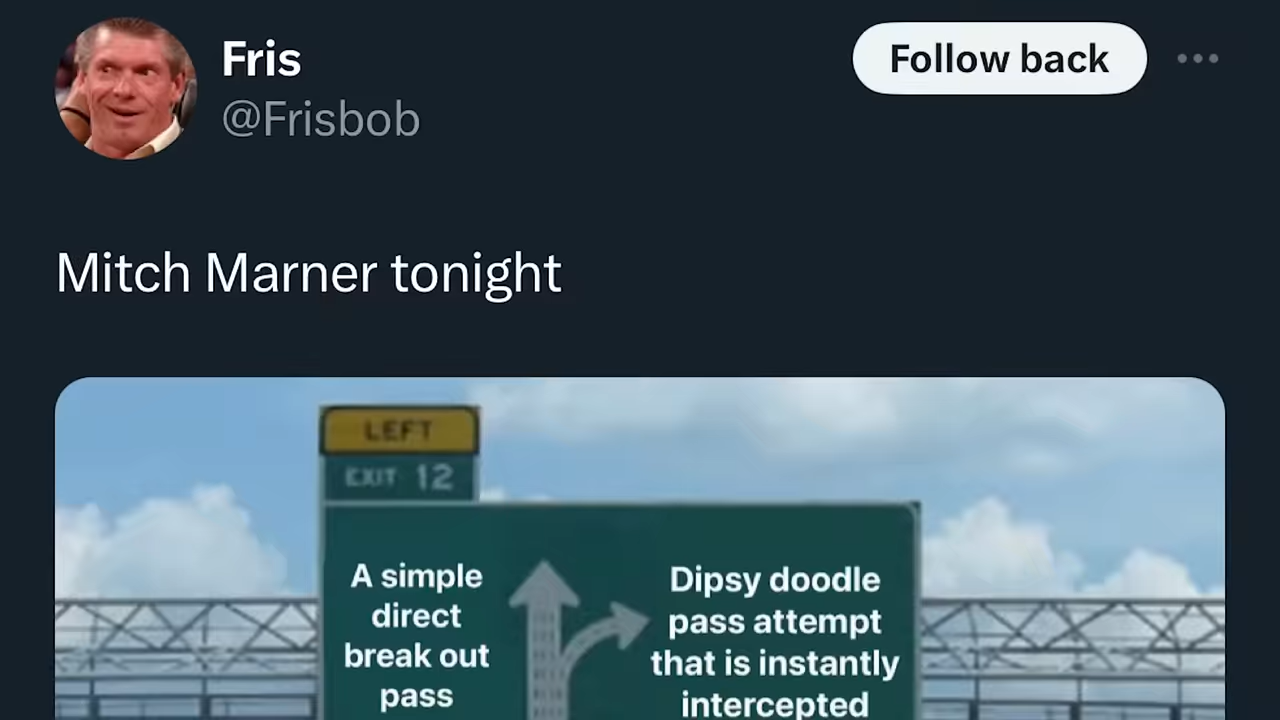 Fris
Follow back
@Frisbob
Mitch Marner tonight
LEFT
EXIT 12
A simple
direct
break out
pass
Dipsy doodle
pass attempt
that is instantly
intercepted